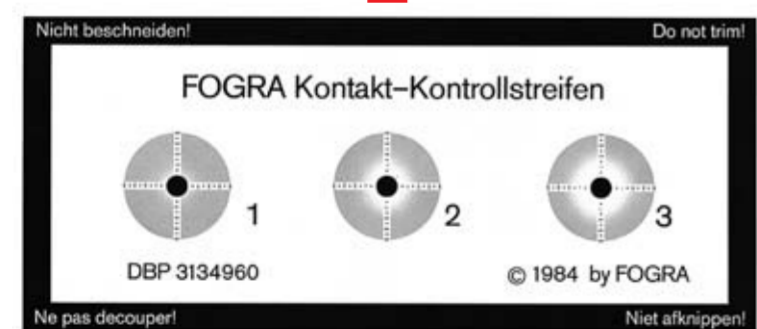 Nicht beschneiden! Do not trim!
FOGRA Kontakt-Kontrollstreifen
1 2 3
DBP 3134960 © 1984 by FOGRA
Ne pas decouper! Niet afknippen!